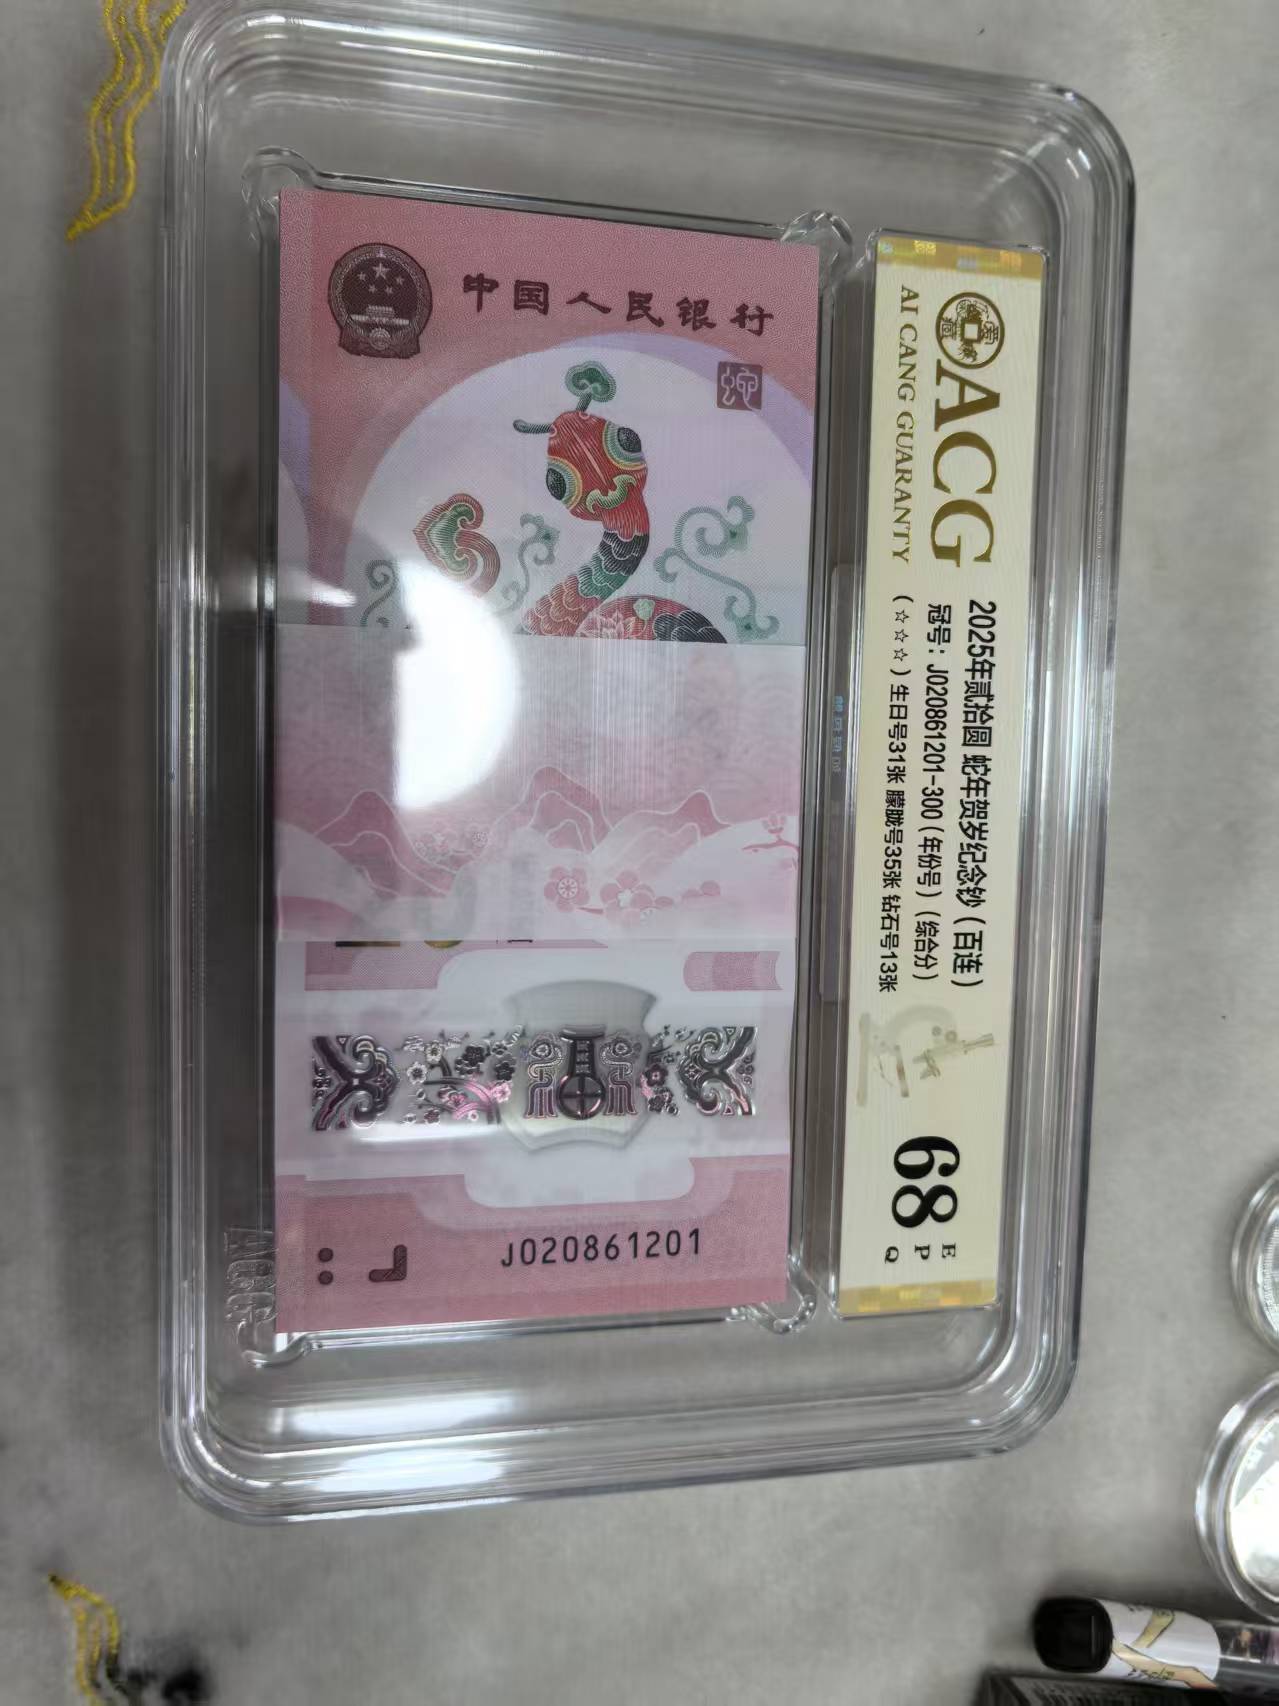 中国人民银行
蛇
J020861201
ACG
AI CANG GUARANTY
2025年贰拾圆 蛇年贺岁纪念钞（百连）
冠号：J020861201-300（年份号）（综合分）
（☆☆☆）生日号31张 朦胧号35张 钻石号13张
68
E
P
Q
ACG